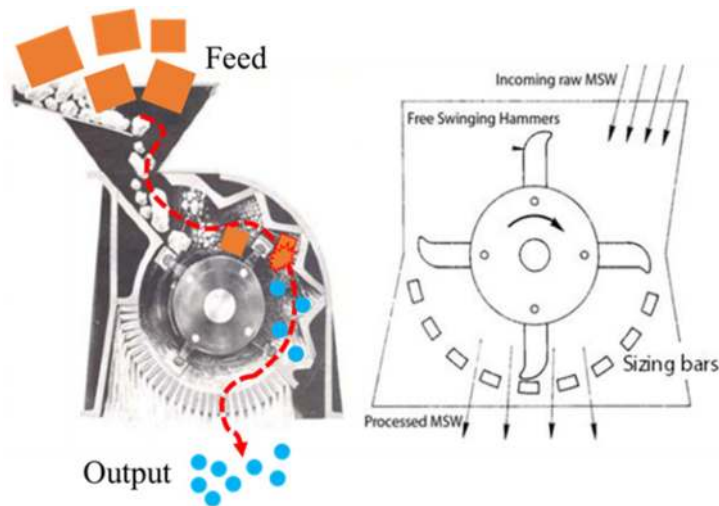 Feed
Incoming raw MSW
Free Swinging Hammers
Sizing bars
Processed MSW
Output